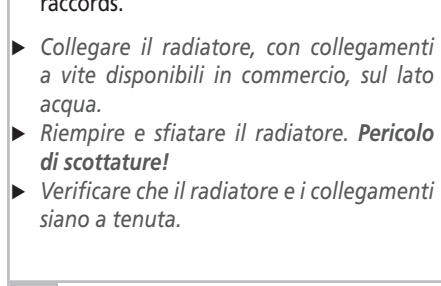 raccords.
▶ Collegare il radiatore, con collegamenti
a vite disponibili in commercio, sul lato
acqua.
▶ Riempire e sfiatare il radiatore. Pericolo
di scottature!
▶ Verificare che il radiatore e i collegamenti
siano a tenuta.